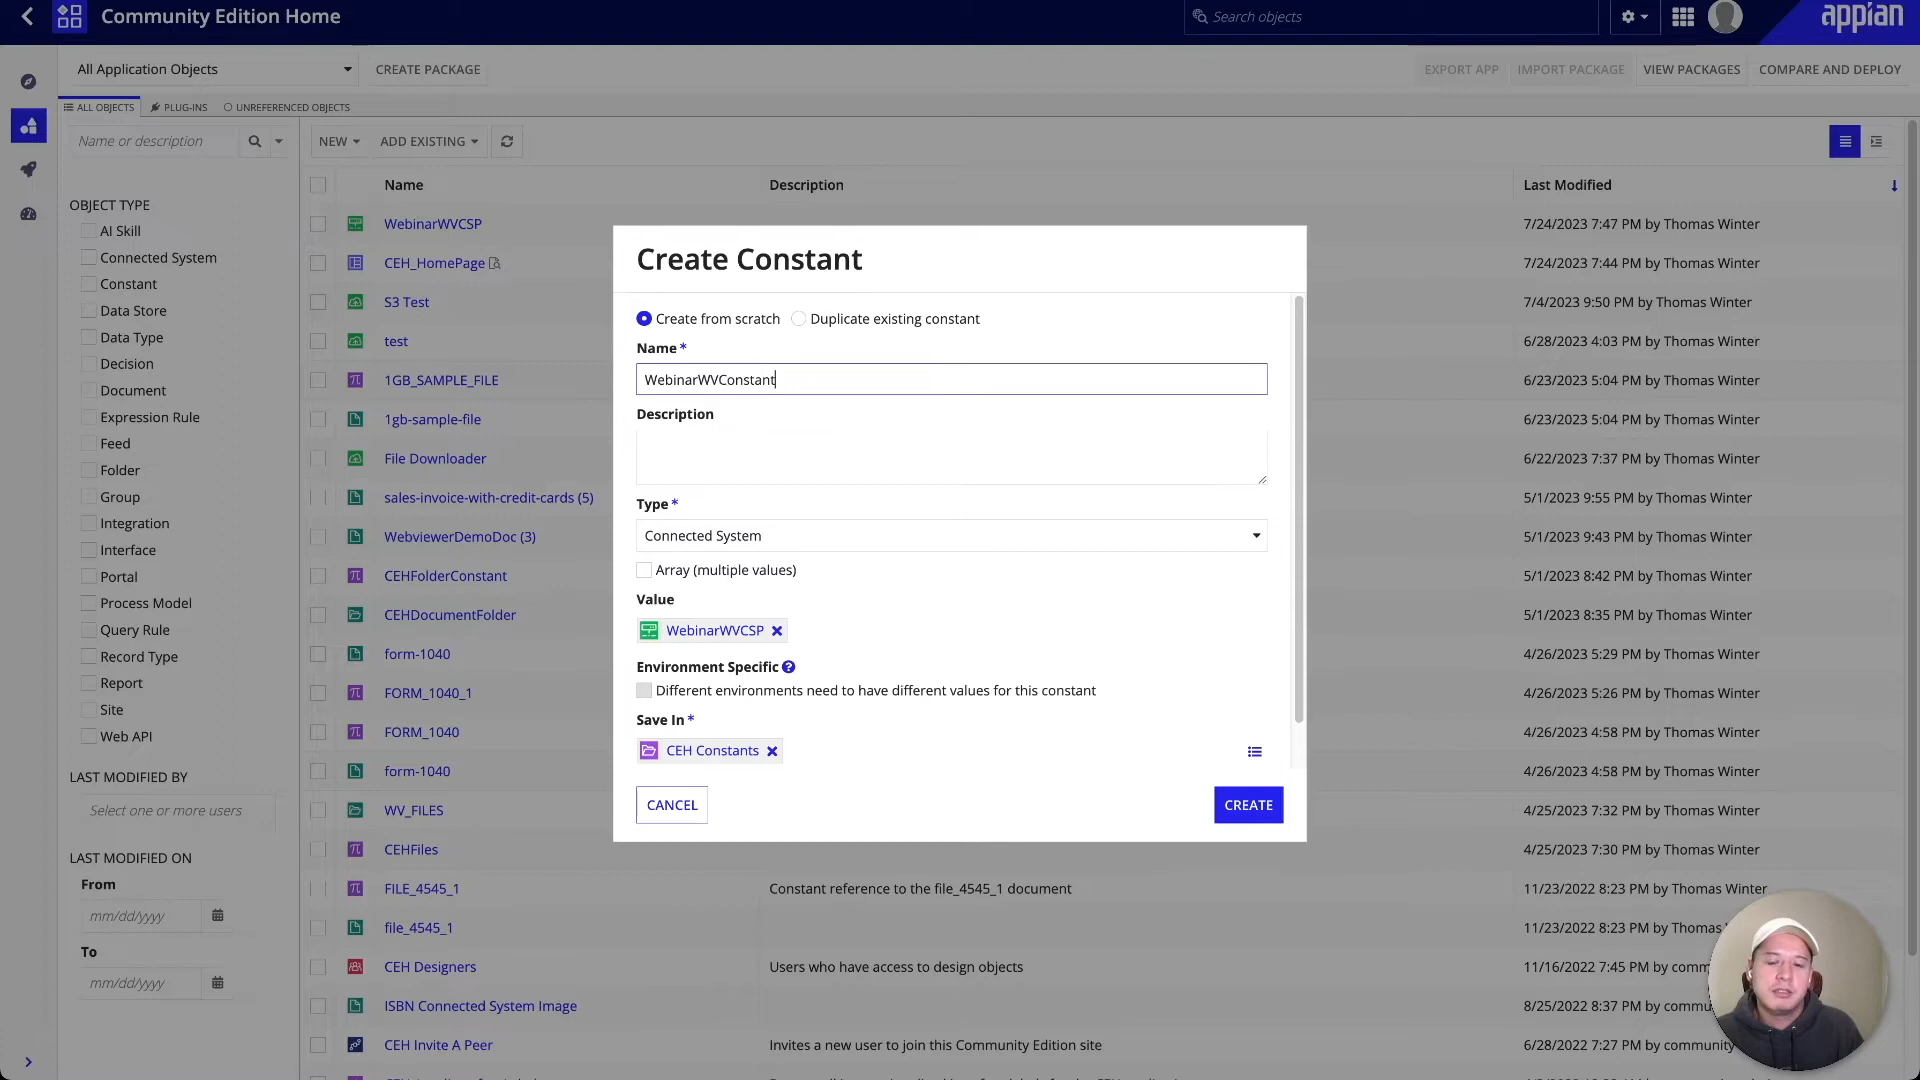 Community Edition Home
Search objects
appian
All Application Objects
CREATE PACKAGE
EXPORT APP
IMPORT PACKAGE
VIEW PACKAGES
COMPARE AND DEPLOY
ALL OBJECTS
PLUG-INS
UNREFERENCED OBJECTS
Name or description
NEW
ADD EXISTING
OBJECT TYPE
AI Skill
Connected System
Constant
Data Store
Data Type
Decision
Document
Expression Rule
Feed
Folder
Group
Integration
Interface
Portal
Process Model
Query Rule
Record Type
Report
Site
Web API
LAST MODIFIED BY
Select one or more users
LAST MODIFIED ON
From
mm/dd/yyyy
To
mm/dd/yyyy
Name Description Last Modified
WebinarWVCSP 7/24/2023 7:47 PM by Thomas Winter
CEH_HomePage 7/24/2023 7:44 PM by Thomas Winter
S3 Test 7/4/2023 9:50 PM by Thomas Winter
test 6/28/2023 4:03 PM by Thomas Winter
1GB_SAMPLE_FILE 6/23/2023 5:04 PM by Thomas Winter
1gb-sample-file 6/23/2023 5:04 PM by Thomas Winter
File Downloader 6/22/2023 7:37 PM by Thomas Winter
sales-invoice-with-credit-cards (5) 5/1/2023 9:55 PM by Thomas Winter
WebviewerDemoDoc (3) 5/1/2023 9:43 PM by Thomas Winter
CEHFolderConstant 5/1/2023 8:42 PM by Thomas Winter
CEHDocumentFolder 5/1/2023 8:35 PM by Thomas Winter
form-1040 4/26/2023 5:29 PM by Thomas Winter
FORM_1040_1 4/26/2023 5:26 PM by Thomas Winter
FORM_1040 4/26/2023 5:06 PM by Thomas Winter
form-1040 4/26/2023 4:58 PM by Thomas Winter
WV_FILES 4/25/2023 7:32 PM by Thomas Winter
CEHFiles 4/25/2023 7:30 PM by Thomas Winter
FILE_4545_1 Constant reference to the file_4545_1 document 11/23/2022 8:23 PM by Thomas Winter
file_4545_1 11/23/2022 8:23 PM by Thomas
CEH Designers Users who have access to design objects 11/16/2022 7:45 PM by comm
ISBN Connected System Image 8/25/2022 8:37 PM by commu
CEH Invite A Peer Invites a new user to join this Community Edition site 6/28/2022 7:27 PM by community
Create Constant
Create from scratch
Duplicate existing constant
Name *
WebinarWVConstant
Description
Type *
Connected System
Array (multiple values)
Value
WebinarWVCSP
Environment Specific
Different environments need to have different values for this constant
Save In *
CEH Constants
CANCEL
CREATE